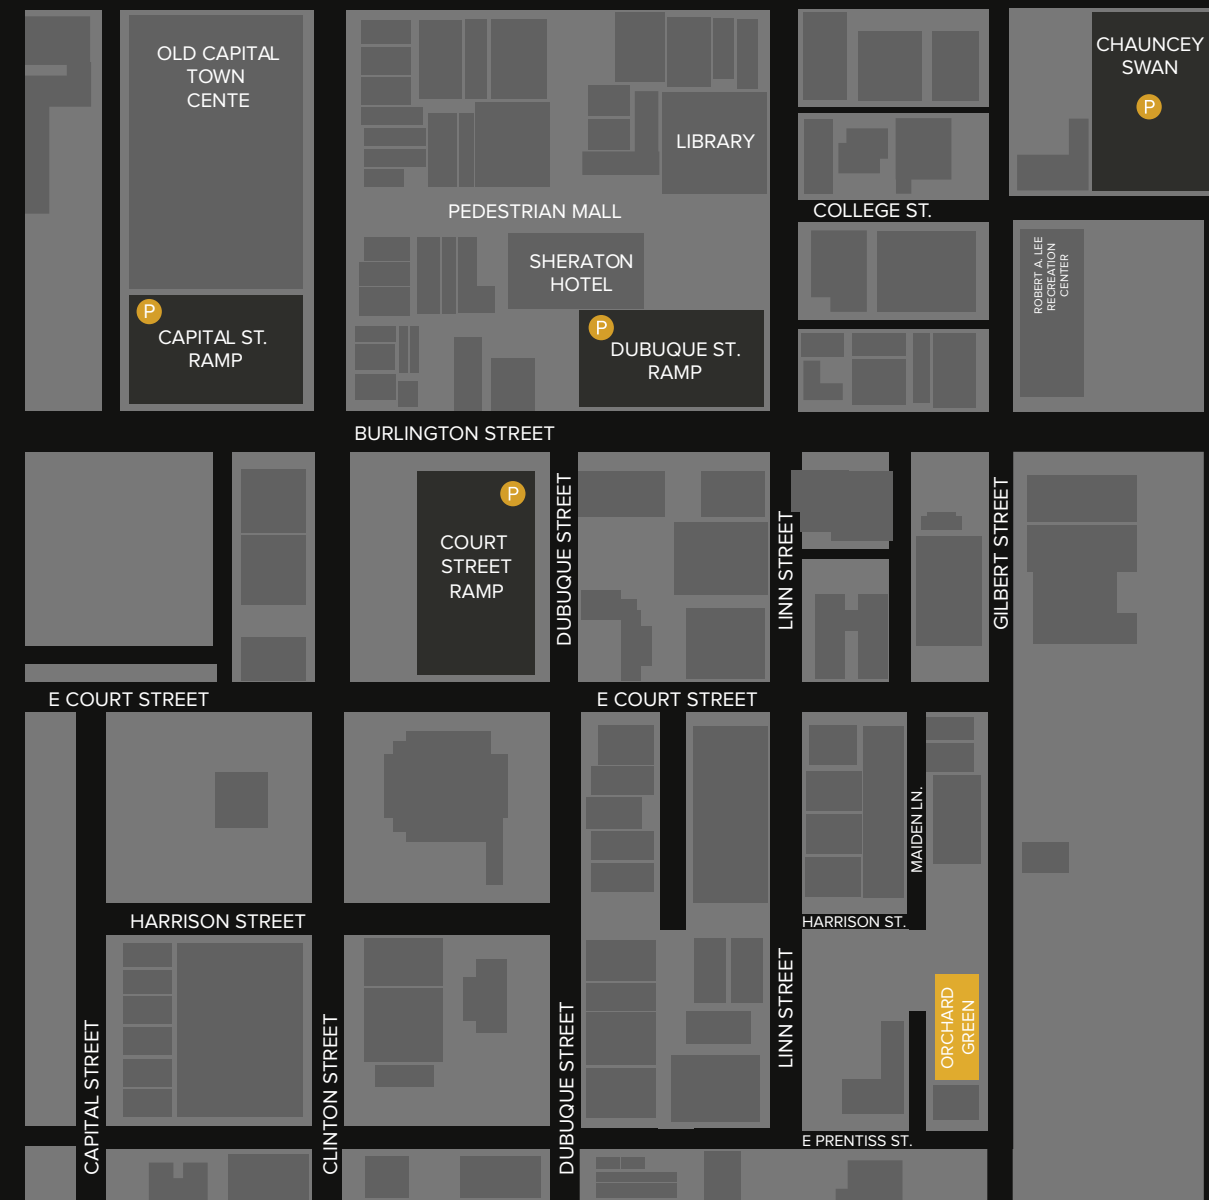 OLD CAPITAL
TOWN
CENTE
CHAUNCEY
SWAN
P
LIBRARY
PEDESTRIAN MALL
COLLEGE ST.
SHERATON
HOTEL
ROBERT A. LEE
RECREATION
CENTER
P
CAPITAL ST.
RAMP
P
DUBUQUE ST.
RAMP
BURLINGTON STREET
P
COURT
STREET
RAMP
DUBUQUE STREET
LINN STREET
GILBERT STREET
E COURT STREET
E COURT STREET
MAIDEN LN.
HARRISON STREET
HARRISON ST.
LINN STREET
ORCHARD
GREEN
CAPITAL STREET
CLINTON STREET
DUBUQUE STREET
E PRENTISS ST.